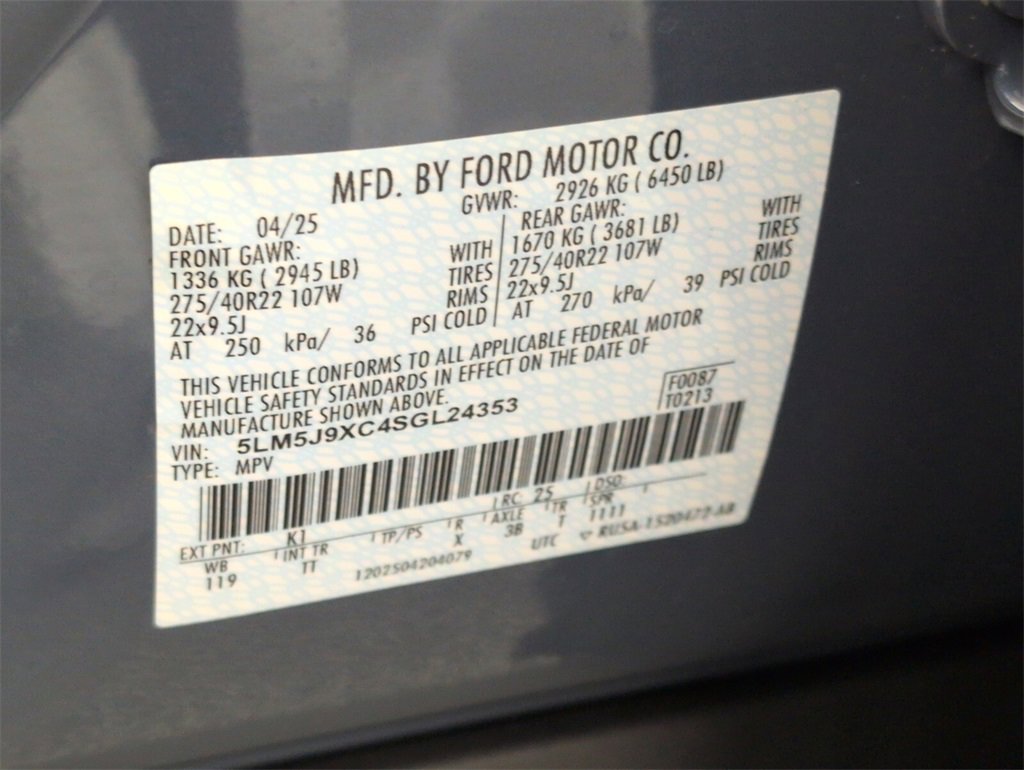 MFD. BY FORD MOTOR CO.
DATE: 04/25 GVWR: 2926 KG ( 6450 LB)
FRONT GAWR: WITH REAR GAWR: WITH
1336 KG ( 2945 LB) TIRES 1670 KG ( 3681 LB) TIRES
275/40R22 107W RIMS 275/40R22 107W RIMS
22x9.5J 22x9.5J
AT 250 kPa/ 36 PSI COLD AT 270 kPa/ 39 PSI COLD
THIS VEHICLE CONFORMS TO ALL APPLICABLE FEDERAL MOTOR
VEHICLE SAFETY STANDARDS IN EFFECT ON THE DATE OF
MANUFACTURE SHOWN ABOVE.
F0087
VIN: 5LM5J9XC4SGL24353 T0213
TYPE: MPV
EXT PNT: K1 RC: 25 DSO:
WB INT TR TP/PS R AXLE TR SPR
119 TT X 3B T 1111
1202504204079 UTC RU5A-1520472-AB